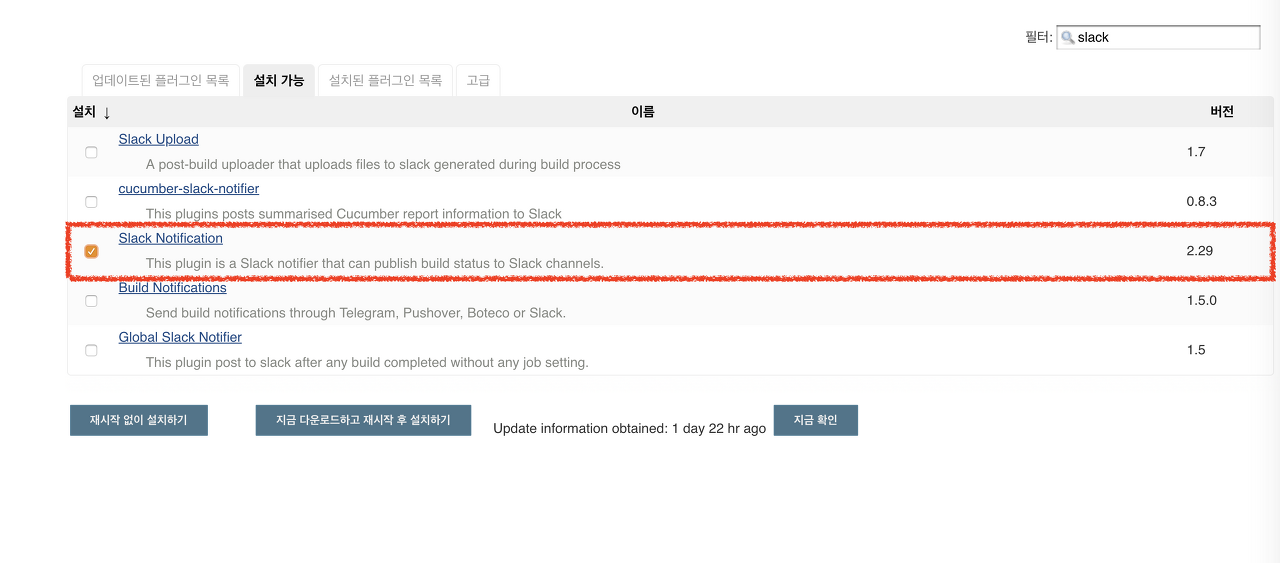 필터: slack
업데이트된 플러그인 목록 설치 가능 설치된 플러그인 목록 고급
설치 ↓ 이름 버전
Slack Upload
A post-build uploader that uploads files to slack generated during build process
1.7
cucumber-slack-notifier
This plugins posts summarised Cucumber report information to Slack
0.8.3
Slack Notification
This plugin is a Slack notifier that can publish build status to Slack channels.
2.29
Build Notifications
Send build notifications through Telegram, Pushover, Boteco or Slack.
1.5.0
Global Slack Notifier
This plugin post to slack after any build completed without any job setting.
1.5
재시작 없이 설치하기 지금 다운로드하고 재시작 후 설치하기 Update information obtained: 1 day 22 hr ago 지금 확인